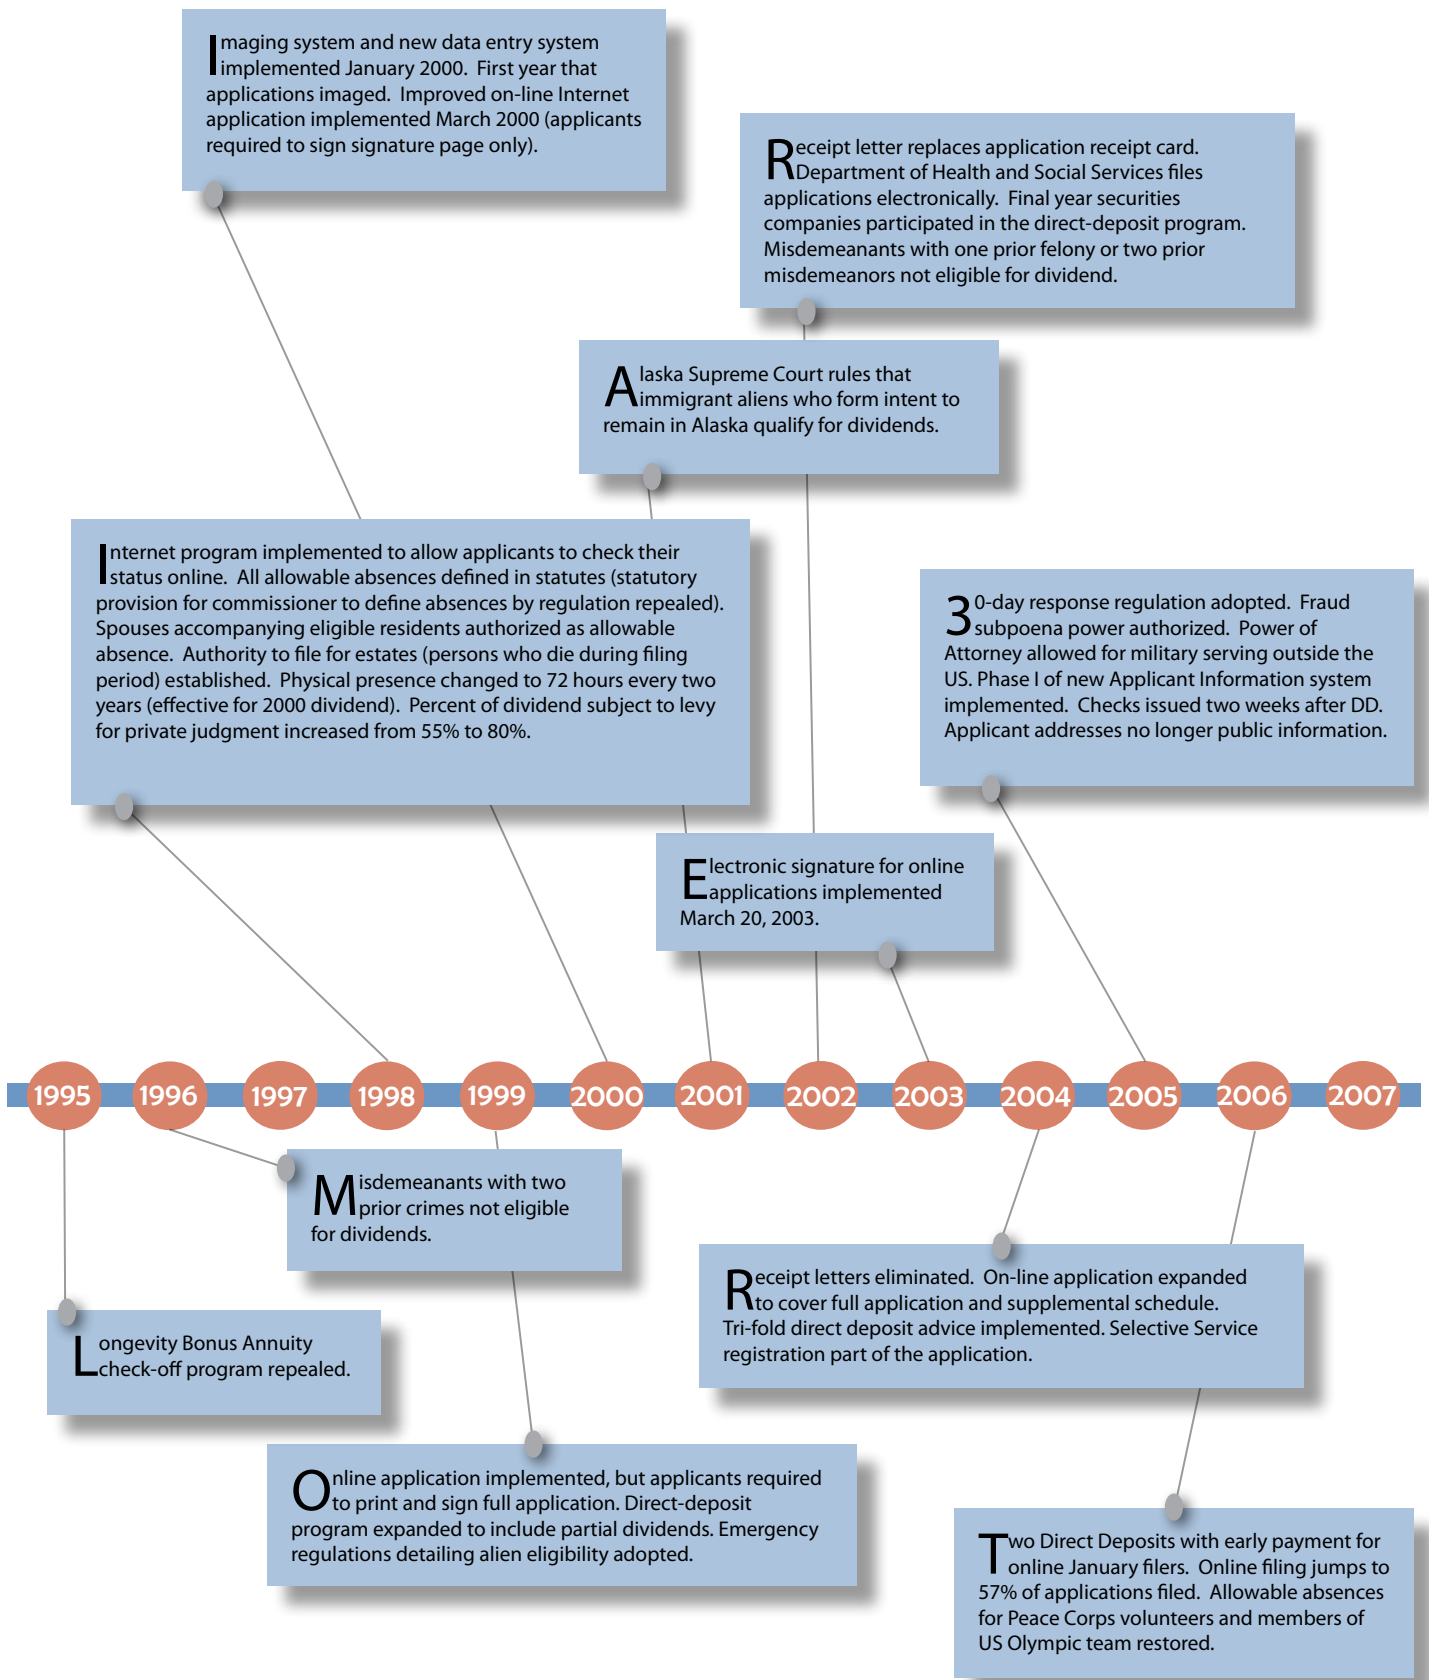 Imaging system and new data entry system
implemented January 2000.  First year that
applications imaged.  Improved on-line Internet
application implemented March 2000 (applicants
required to sign signature page only).
Receipt letter replaces application receipt card.
Department of Health and Social Services files
applications electronically.  Final year securities
companies participated in the direct-deposit program.
Misdemeanants with one prior felony or two prior
misdemeanors not eligible for dividend.
Alaska Supreme Court rules that
immigrant aliens who form intent to
remain in Alaska qualify for dividends.
Internet program implemented to allow applicants to check their
status online.  All allowable absences defined in statutes (statutory
provision for commissioner to define absences by regulation repealed).
Spouses accompanying eligible residents authorized as allowable
absence.  Authority to file for estates (persons who die during filing
period) established.  Physical presence changed to 72 hours every two
years (effective for 2000 dividend).  Percent of dividend subject to levy
for private judgment increased from 55% to 80%.
30-day response regulation adopted.  Fraud
subpoena power authorized.  Power of
Attorney allowed for military serving outside the
US. Phase I of new Applicant Information system
implemented.  Checks issued two weeks after DD.
Applicant addresses no longer public information.
Electronic signature for online
applications implemented
March 20, 2003.
1995 1996 1997 1998 1999 2000 2001 2002 2003 2004 2005 2006 2007
Misdemeanants with two
prior crimes not eligible
for dividends.
Receipt letters eliminated.  On-line application expanded
to cover full application and supplemental schedule.
Tri-fold direct deposit advice implemented. Selective Service
registration part of the application.
Longevity Bonus Annuity
check-off program repealed.
Online application implemented, but applicants required
to print and sign full application. Direct-deposit
program expanded to include partial dividends. Emergency
regulations detailing alien eligibility adopted.
Two Direct Deposits with early payment for
online January filers.  Online filing jumps to
57% of applications filed.  Allowable absences
for Peace Corps volunteers and members of
US Olympic team restored.